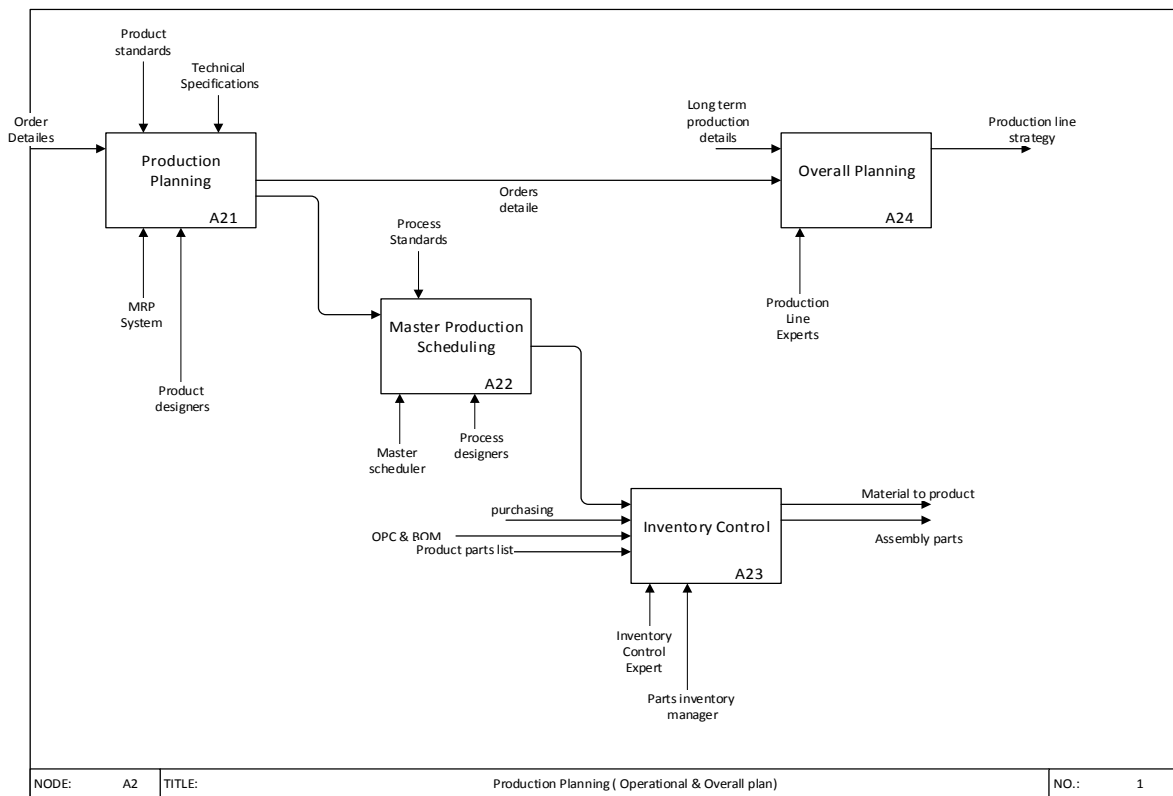 Product
standards
Technical
Specifications
Order
Detailes
Production
Planning
A21
MRP
System
Product
designers
Long term
production
details
Production line
strategy
Overall Planning
A24
Orders
detaile
Production
Line
Experts
Process
Standards
Master Production
Scheduling
A22
Master
scheduler
Process
designers
purchasing
OPC & BOM
Product parts list
Inventory Control
A23
Material to product
Assembly parts
Inventory
Control
Expert
Parts inventory
manager
NODE: A2 TITLE: Production Planning ( Operational & Overall plan) NO.: 1